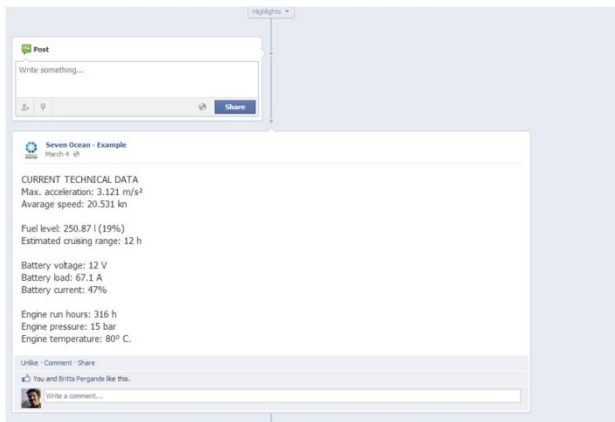 Highlights
Post
Write something...
Share
Seven Ocean - Example
March 4
CURRENT TECHNICAL DATA
Max. acceleration: 3.121 m/s²
Avarage speed: 20.531 kn
Fuel level: 250.87 l (19%)
Estimated cruising range: 12 h
Battery voltage: 12 V
Battery load: 67.1 A
Battery current: 47%
Engine run hours: 316 h
Engine pressure: 15 bar
Engine temperature: 80º C.
Unlike · Comment · Share
You and Britta Pergande like this.
Write a comment...